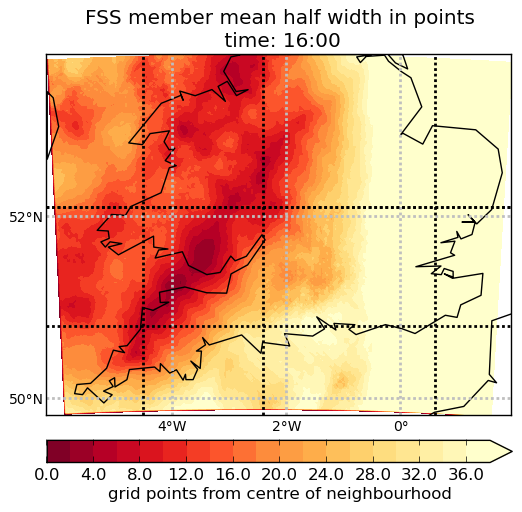 FSS member mean half width in points
time: 16:00
52°N
50°N
4°W 2°W 0°
0.0 4.0 8.0 12.0 16.0 20.0 24.0 28.0 32.0 36.0
grid points from centre of neighbourhood